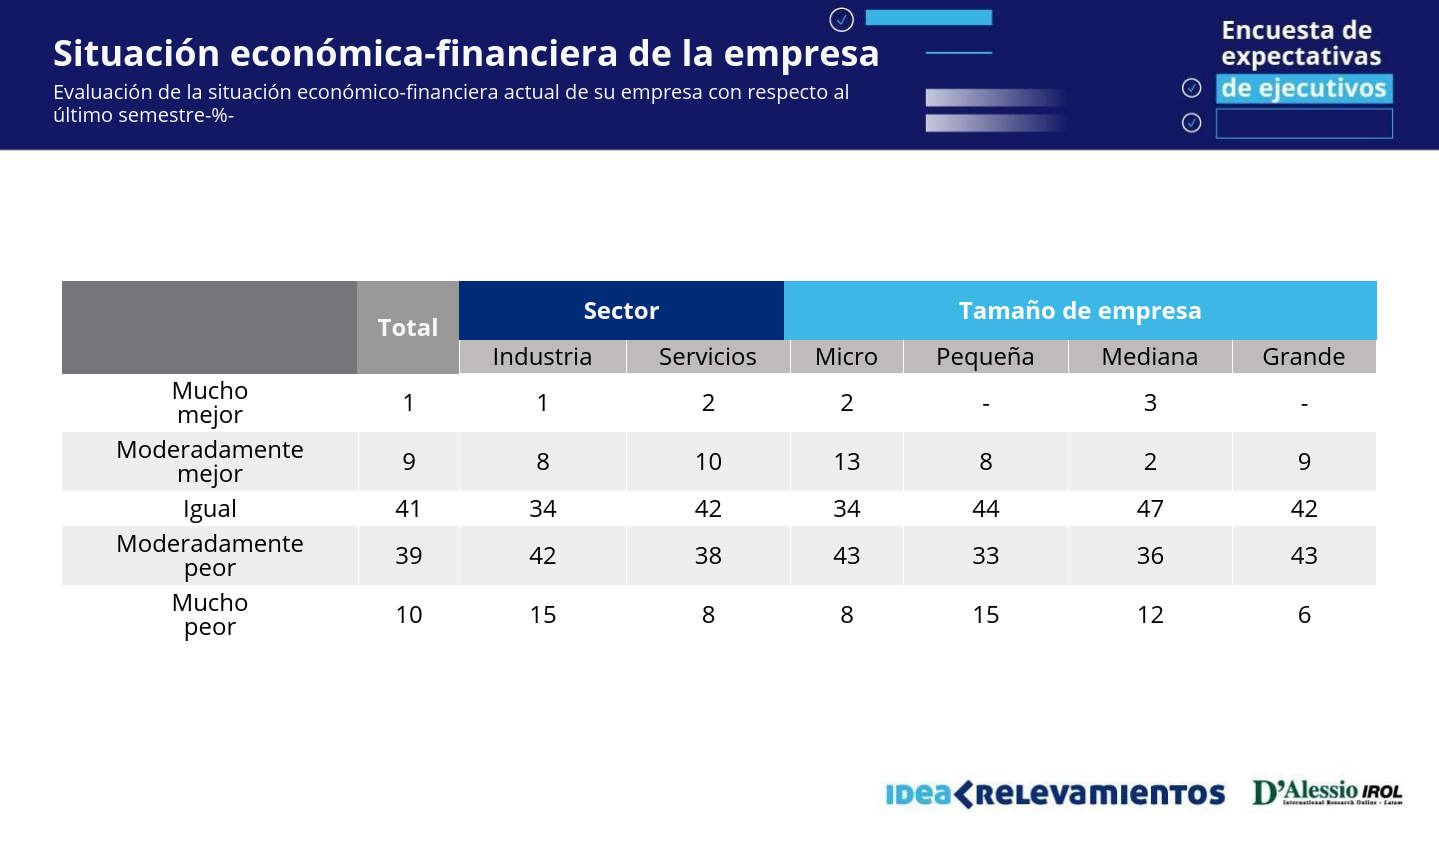 Situación económica-financiera de la empresa
Evaluación de la situación económico-financiera actual de su empresa con respecto al
último semestre-%-
Encuesta de
expectativas
de ejecutivos
Total
Sector
Tamaño de empresa
Industria
Servicios
Micro
Pequeña
Mediana
Grande
Mucho
mejor
1 1 2 2 - 3 -
Moderadamente
mejor
9 8 10 13 8 2 9
Igual 41 34 42 34 44 47 42
Moderadamente
peor
39 42 38 43 33 36 43
Mucho
peor
10 15 8 8 15 12 6
IDEA RELEVAMIENTOS
D'Alessio IROL
International Research Online - Latam